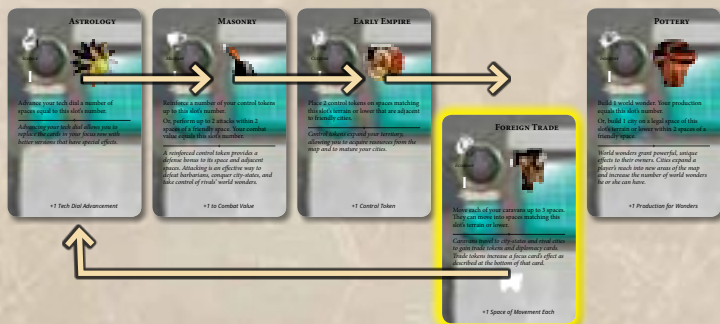 ASTROLOGY
Advance your tech dial a number of
spaces equal to this slot's number.
Advancing your tech dial allows you to
replace the cards in your focus row with
better versions that have special effects.
+1 Tech Dial Advancement
MASONRY
Reinforce a number of your control tokens
up to this slot's number.
Or, perform up to 2 attacks within 2
spaces of a friendly space. Your combat
value equals this slot's number.
A reinforced control token provides a
defense bonus to its space and adjacent
spaces. Attacking is an effective way to
defeat barbarians, conquer city-states, and
take control of rivals' world wonders.
+1 to Combat Value
EARLY EMPIRE
Place 2 control tokens on spaces matching
this slot's terrain or lower that are adjacent
to friendly cities.
Control tokens expand your territory,
allowing you to acquire resources from the
map and to mature your cities.
+1 Control Token
FOREIGN TRADE
Move each of your caravans up to 3 spaces.
They can move into spaces matching this
slot's terrain or lower.
Caravans travel to city-states and rival cities
to gain trade tokens and diplomacy cards.
Trade tokens increase a focus card's effect as
described at the bottom of that card.
+1 Space of Movement Each
POTTERY
Build 1 world wonder. Your production
equals this slot's number.
Or, build 1 city on a legal space of this
slot's terrain or lower within 2 spaces of a
friendly space.
World wonders grant powerful, unique
effects to their owners. Cities expand a
player's reach into new areas of the map
and increase the number of world wonders
he or she can have.
+1 Production for Wonders